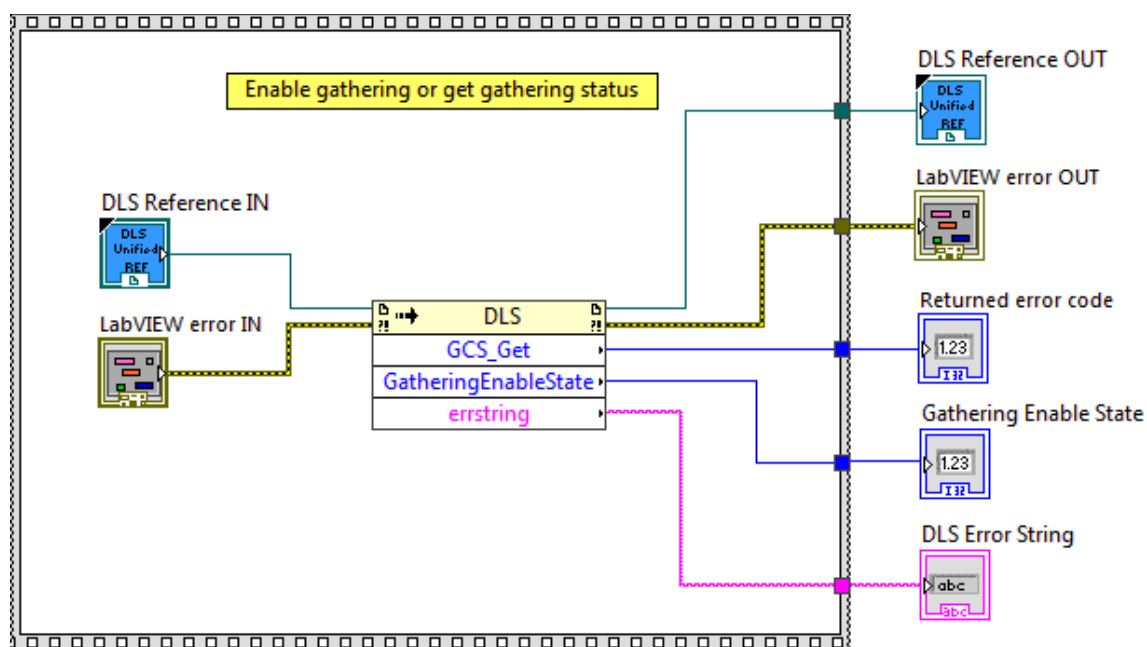 Enable gathering or get gathering status
DLS Reference OUT
DLS
Unified
REF
LabVIEW error OUT
DLS Reference IN
DLS
Unified
REF
LabVIEW error IN
?!
DLS
?!
GCS_Get
GatheringEnableState
errstring
Returned error code
1.23
I32
Gathering Enable State
1.23
I32
DLS Error String
abc
abc